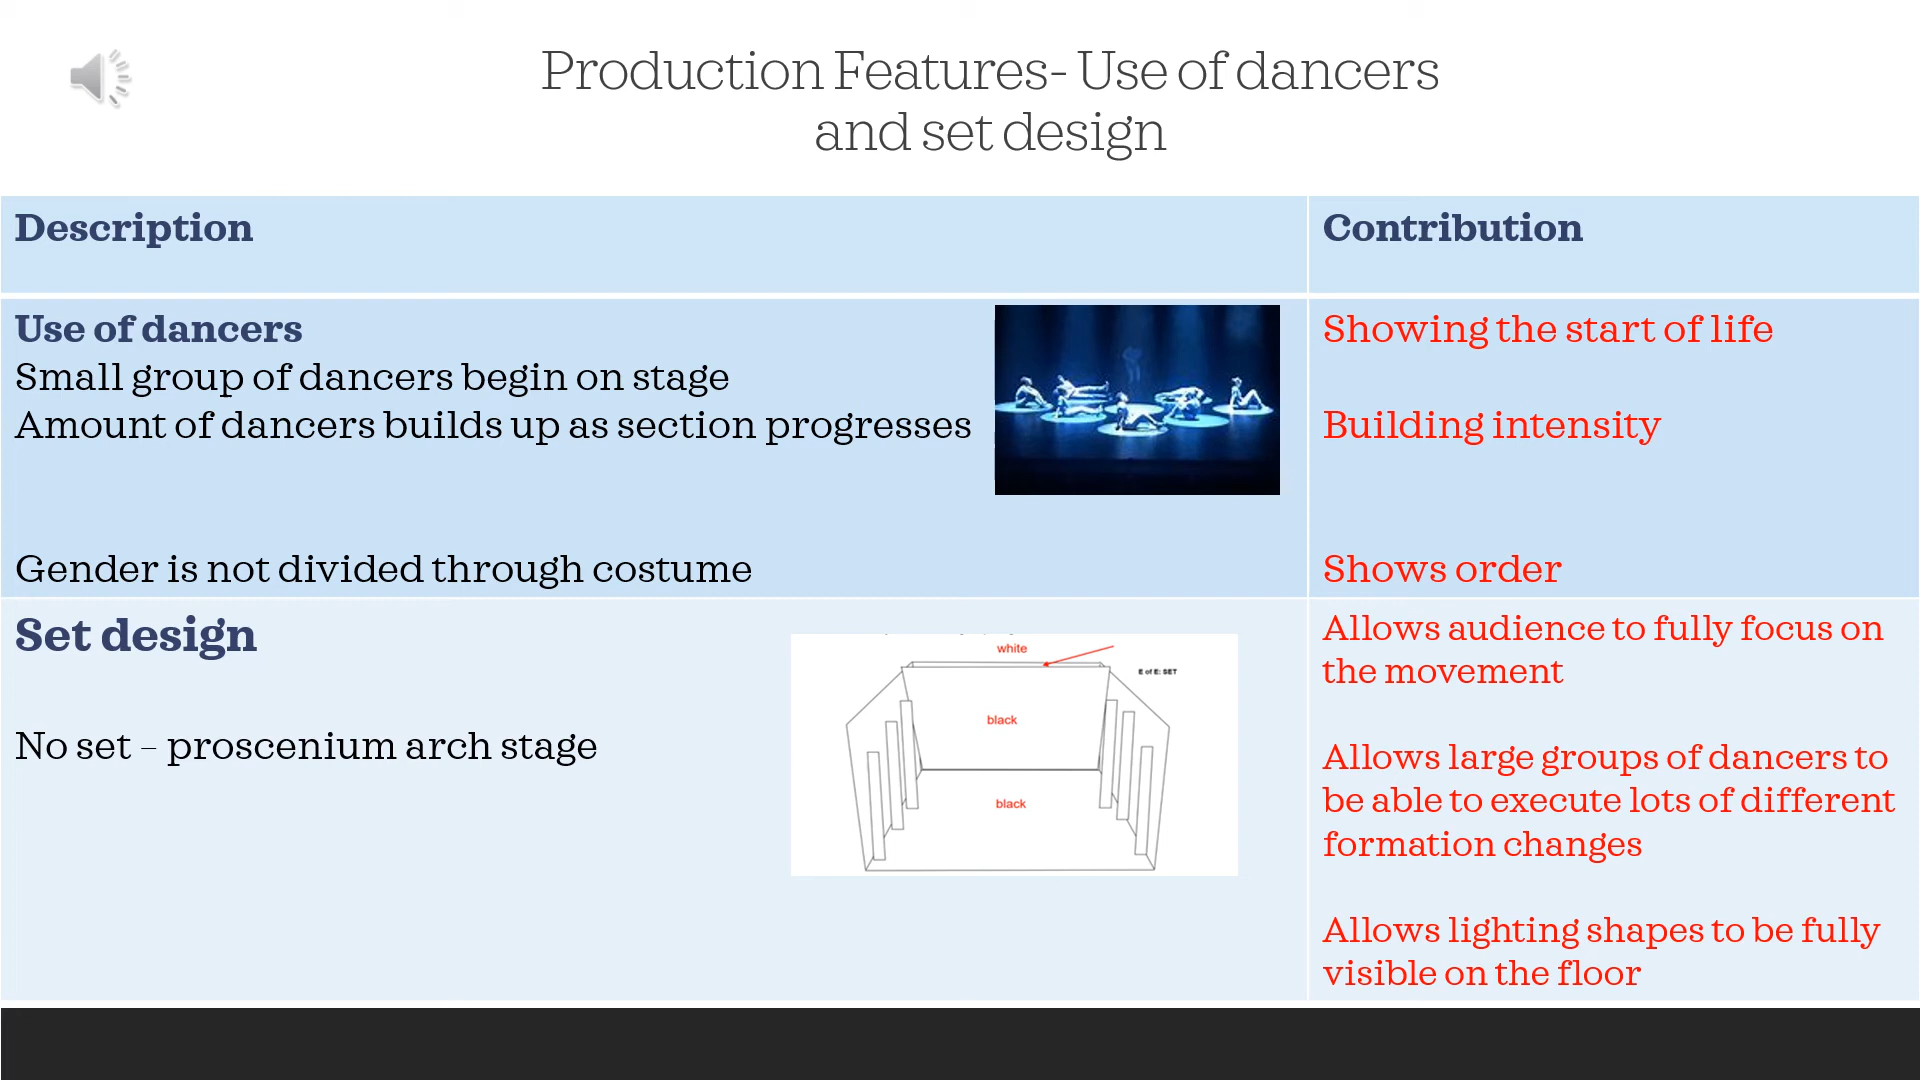 Production Features- Use of dancers
and set design
Description
Contribution
Use of dancers
Small group of dancers begin on stage
Amount of dancers builds up as section progresses
Gender is not divided through costume
Showing the start of life
Building intensity
Shows order
Set design
No set – proscenium arch stage
white
E of E: SET
black
black
Allows audience to fully focus on
the movement
Allows large groups of dancers to
be able to execute lots of different
formation changes
Allows lighting shapes to be fully
visible on the floor